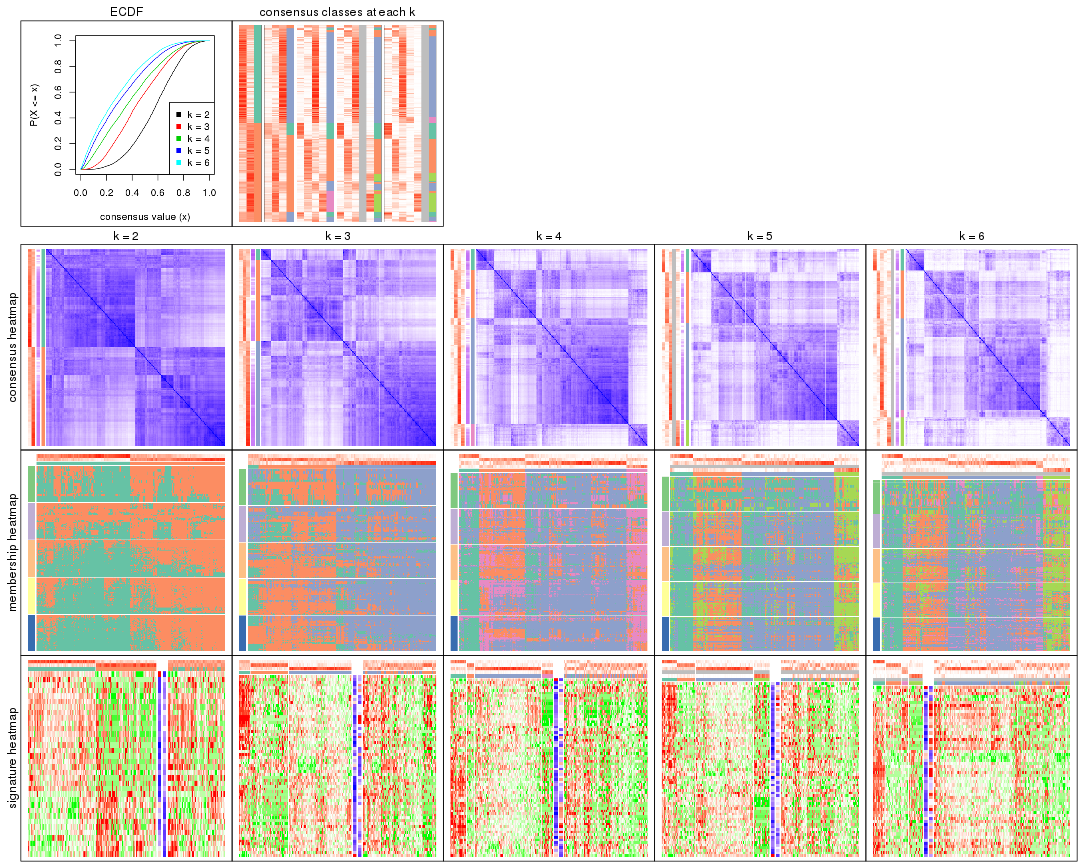 ECDF
consensus classes at each k
P(X <= x)
0.0 0.2 0.4 0.6 0.8 1.0
k = 2
k = 3
k = 4
k = 5
k = 6
0.0 0.2 0.4 0.6 0.8 1.0
consensus value (x)
k = 2
k = 3
k = 4
k = 5
k = 6
consensus heatmap
membership heatmap
signature heatmap